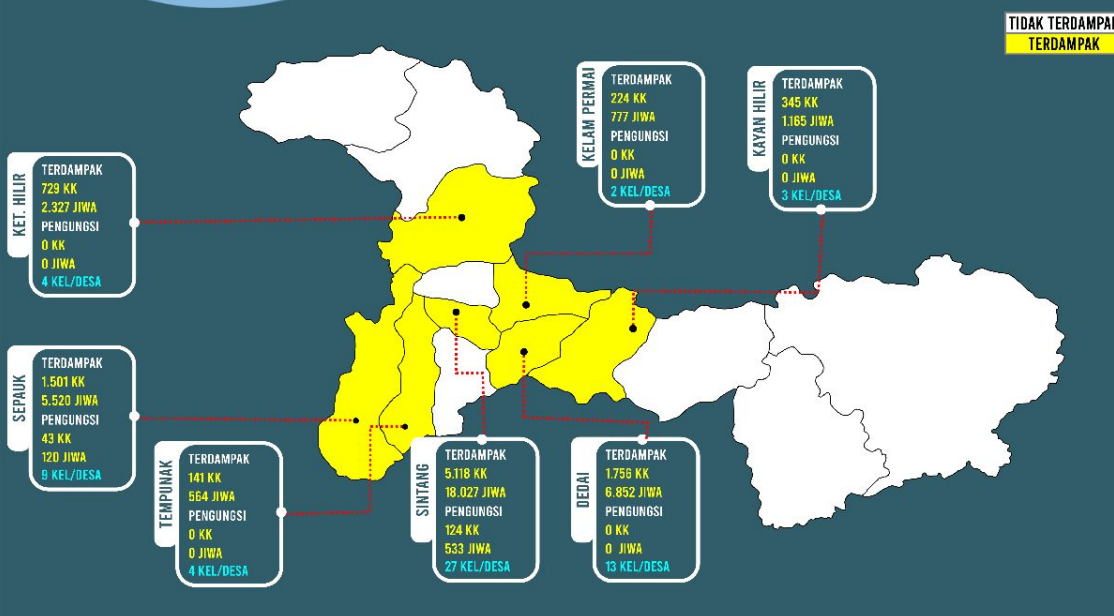 TIDAK TERDAMPAK
TERDAMPAK
KELAM PERMAI
TERDAMPAK
224 KK
777 JIWA
PENGUNGSI
0 KK
0 JIWA
2 KEL/DESA
KAYAN HILIR
TERDAMPAK
345 KK
1.165 JIWA
PENGUNGSI
0 KK
0 JIWA
3 KEL/DESA
KET. HILIR
TERDAMPAK
729 KK
2.327 JIWA
PENGUNGSI
0 KK
0 JIWA
4 KEL/DESA
SEPAUK
TERDAMPAK
1.501 KK
5.520 JIWA
PENGUNGSI
43 KK
120 JIWA
9 KEL/DESA
TEMPUNAK
TERDAMPAK
141 KK
564 JIWA
PENGUNGSI
0 KK
0 JIWA
4 KEL/DESA
SINTANG
TERDAMPAK
5.118 KK
18.027 JIWA
PENGUNGSI
124 KK
533 JIWA
27 KEL/DESA
DEDAI
TERDAMPAK
1.756 KK
6.852 JIWA
PENGUNGSI
0 KK
0 JIWA
13 KEL/DESA